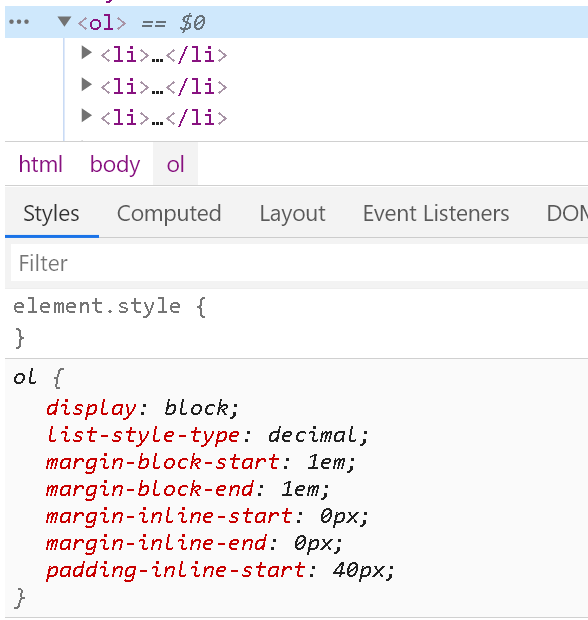 ··· ▼<ol> == $0
▶<li>…</li>
▶<li>…</li>
▶<li>…</li>
html body ol
Styles Computed Layout Event Listeners DOM
Filter
element.style {
}
ol {
display: block;
list-style-type: decimal;
margin-block-start: 1em;
margin-block-end: 1em;
margin-inline-start: 0px;
margin-inline-end: 0px;
padding-inline-start: 40px;
}